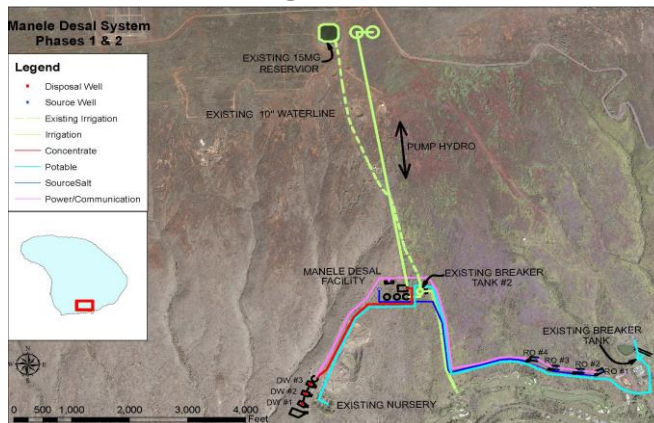 Manele Desal System
Phases 1 & 2
Legend
Disposal Well
Source Well
Existing Irrigation
Irrigation
Concentrate
Potable
SourceSalt
Power/Communication
EXISTING 15MG
RESERVIOR
EXISTING 10" WATERLINE
PUMP HYDRO
MANELE DESAL
FACILITY
EXISTING BREAKER
TANK #2
EXISTING BREAKER
TANK
RO #4
RO #3
RO #2
RO #1
DW #3
DW #2
DW #1
EXISTING NURSERY
0 500 1,000 2,000 3,000 4,000
Feet